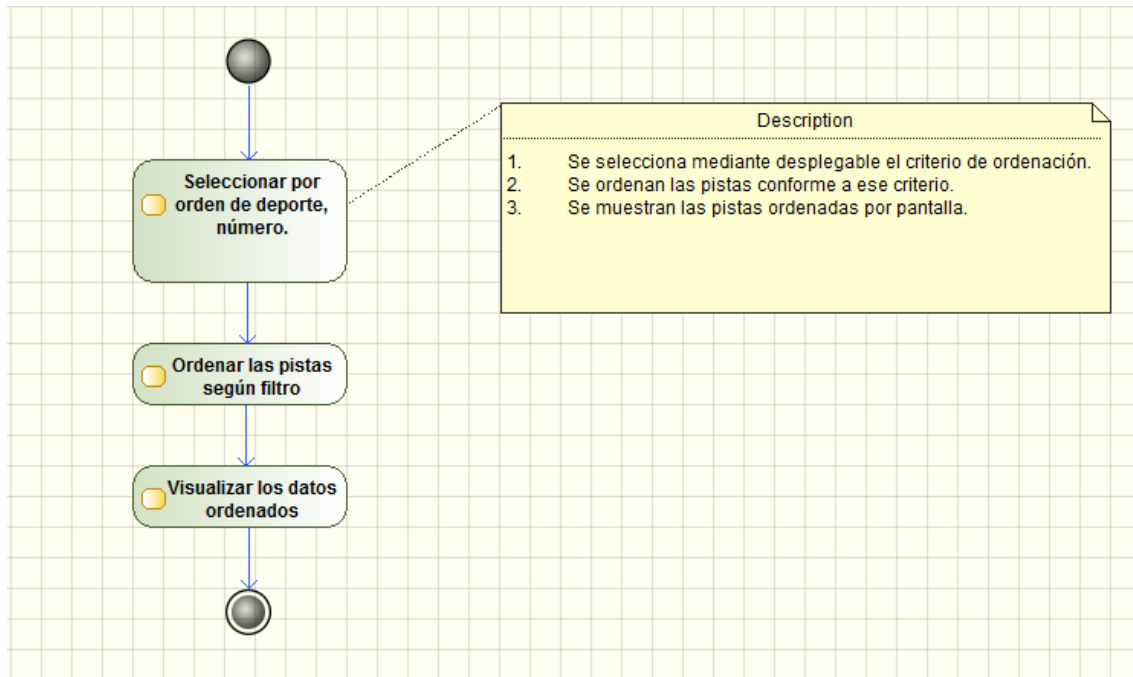 Seleccionar por
orden de deporte,
número.
Description
1. Se selecciona mediante desplegable el criterio de ordenación.
2. Se ordenan las pistas conforme a ese criterio.
3. Se muestran las pistas ordenadas por pantalla.
Ordenar las pistas
según filtro
Visualizar los datos
ordenados